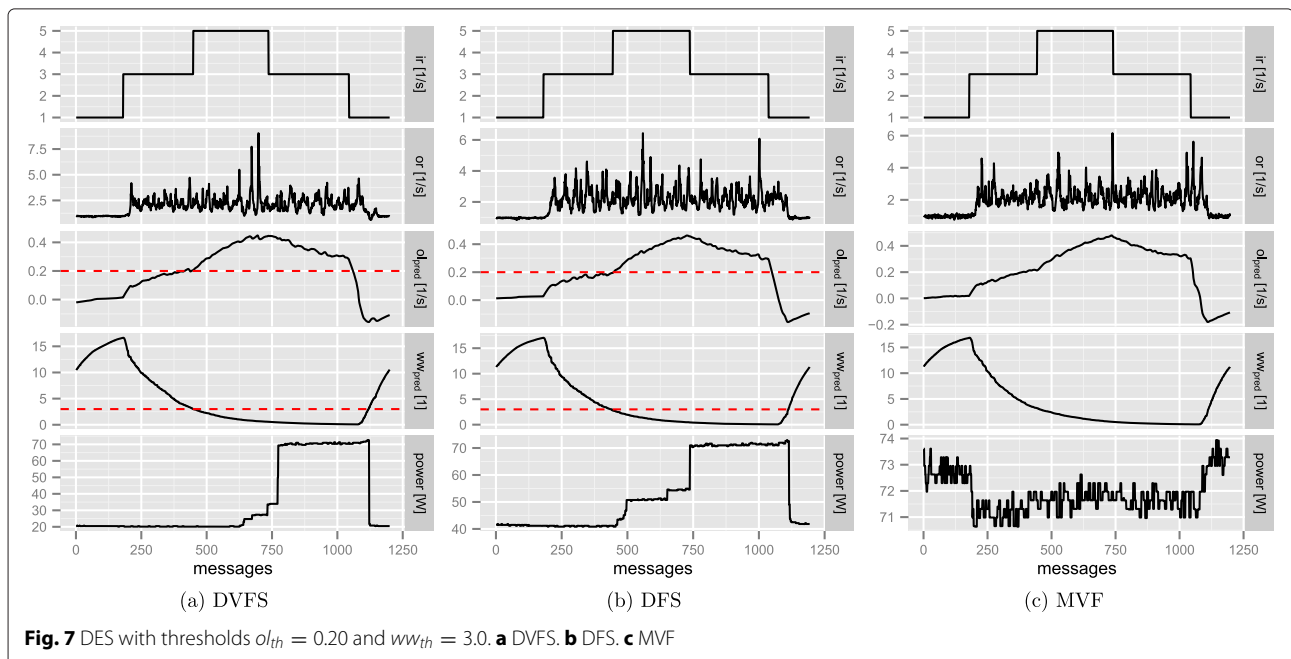 5
4
3
2
1
ir [1/s]
7.5
5.0
2.5
or [1/s]
0.4
0.2
0.0
ol_pred [1/s]
15
10
5
0
ww_pred [1]
70
60
50
40
30
20
power [W]
0 250 500 750 1000 1250
messages
(a) DVFS
5
4
3
2
1
ir [1/s]
6
4
2
or [1/s]
0.4
0.2
0.0
ol_pred [1/s]
15
10
5
0
ww_pred [1]
70
60
50
40
power [W]
0 250 500 750 1000 1250
messages
(b) DFS
5
4
3
2
1
ir [1/s]
6
4
2
or [1/s]
0.4
0.2
0.0
−0.2
ol_pred [1/s]
15
10
5
0
ww_pred [1]
74
73
72
71
power [W]
0 250 500 750 1000 1250
messages
(c) MVF
Fig. 7 DES with thresholds ol_th = 0.20 and ww_th = 3.0. a DVFS. b DFS. c MVF